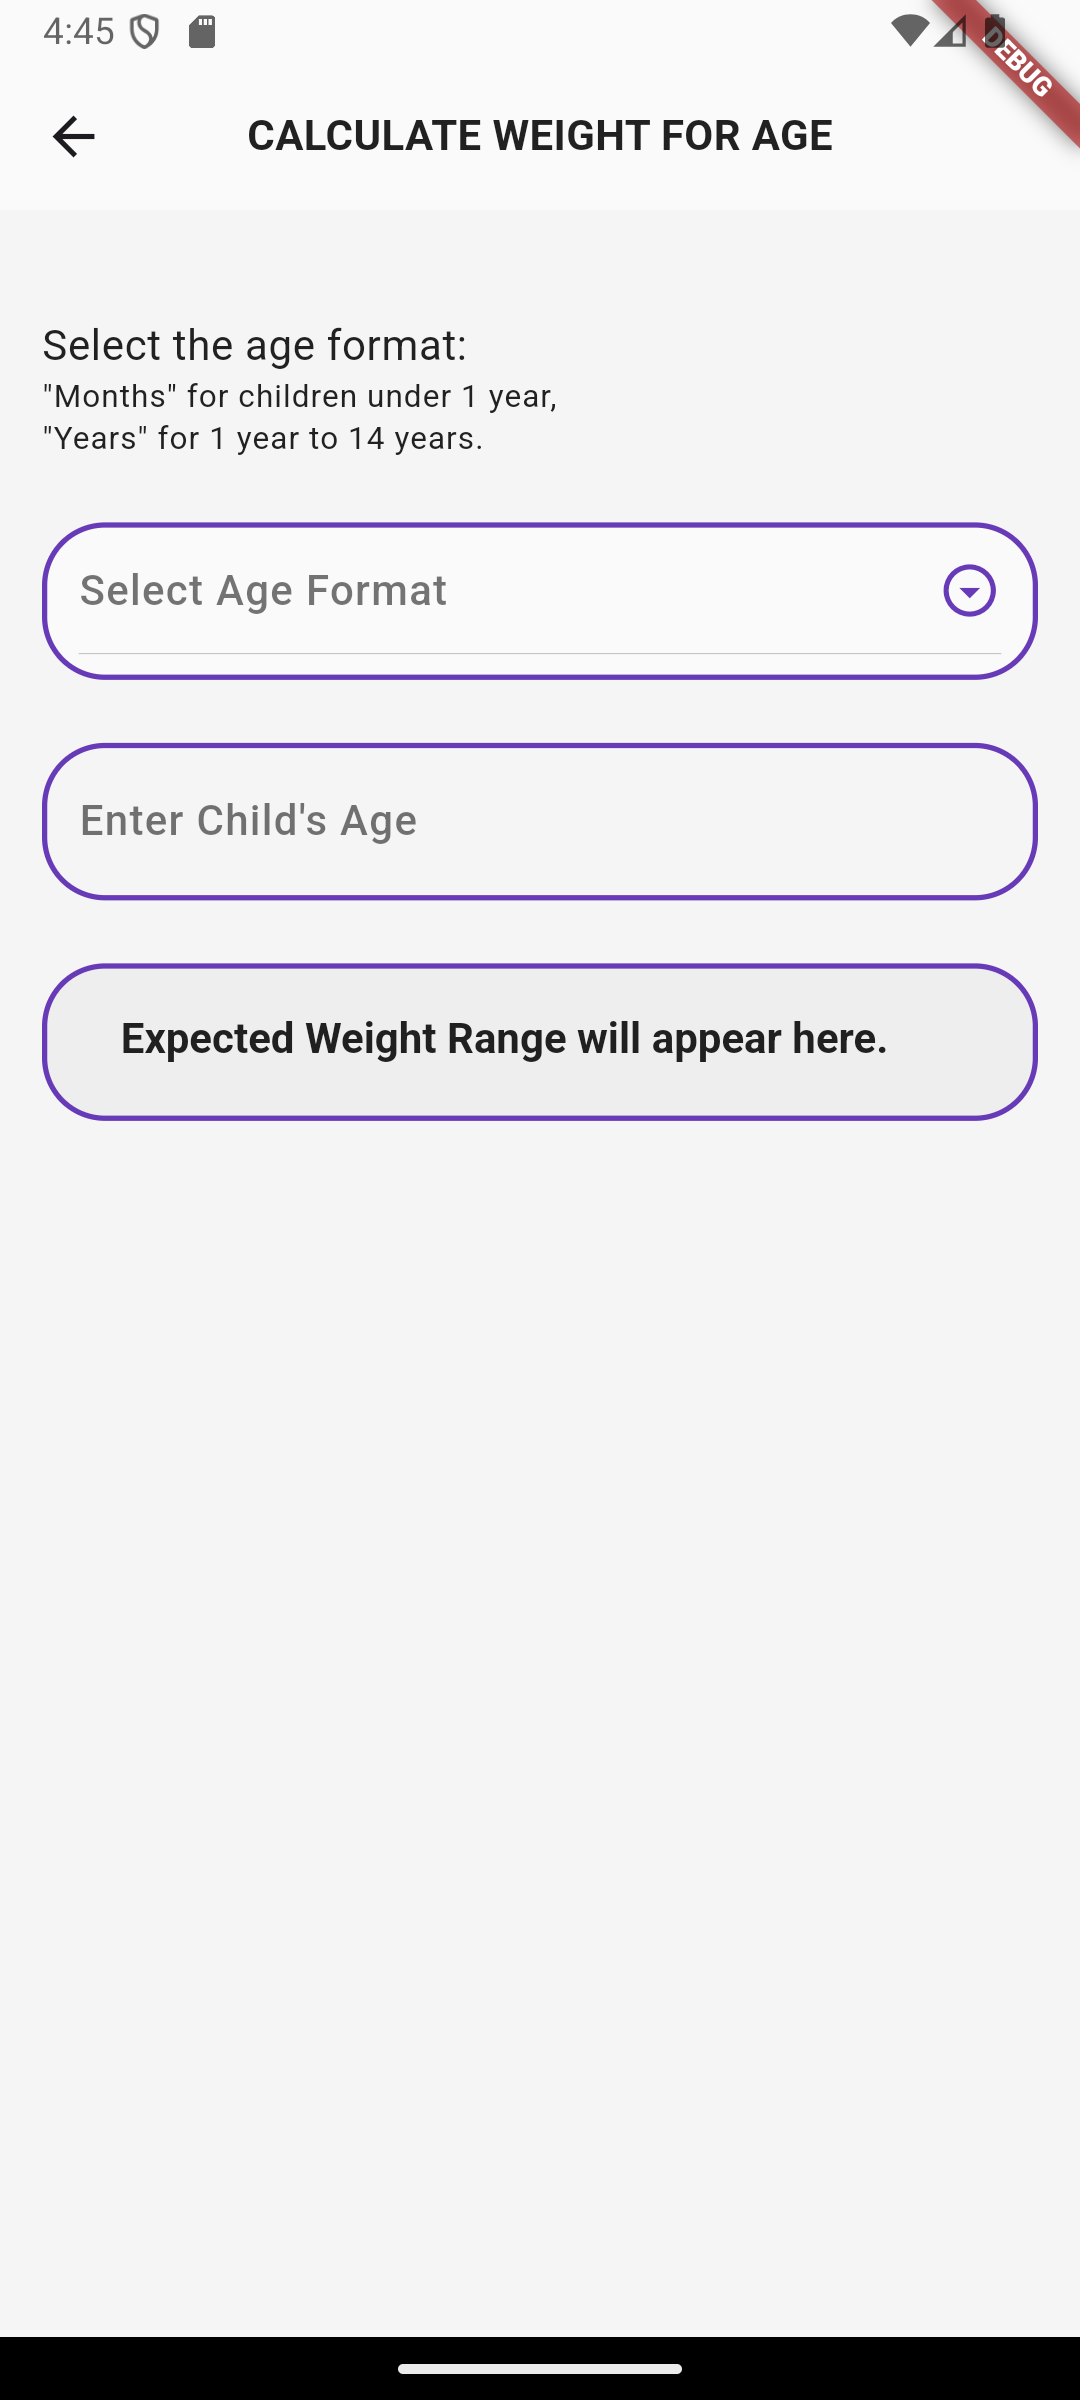 4:45
DEBUG
CALCULATE WEIGHT FOR AGE
Select the age format:
"Months" for children under 1 year,
"Years" for 1 year to 14 years.
Select Age Format
Enter Child's Age
Expected Weight Range will appear here.